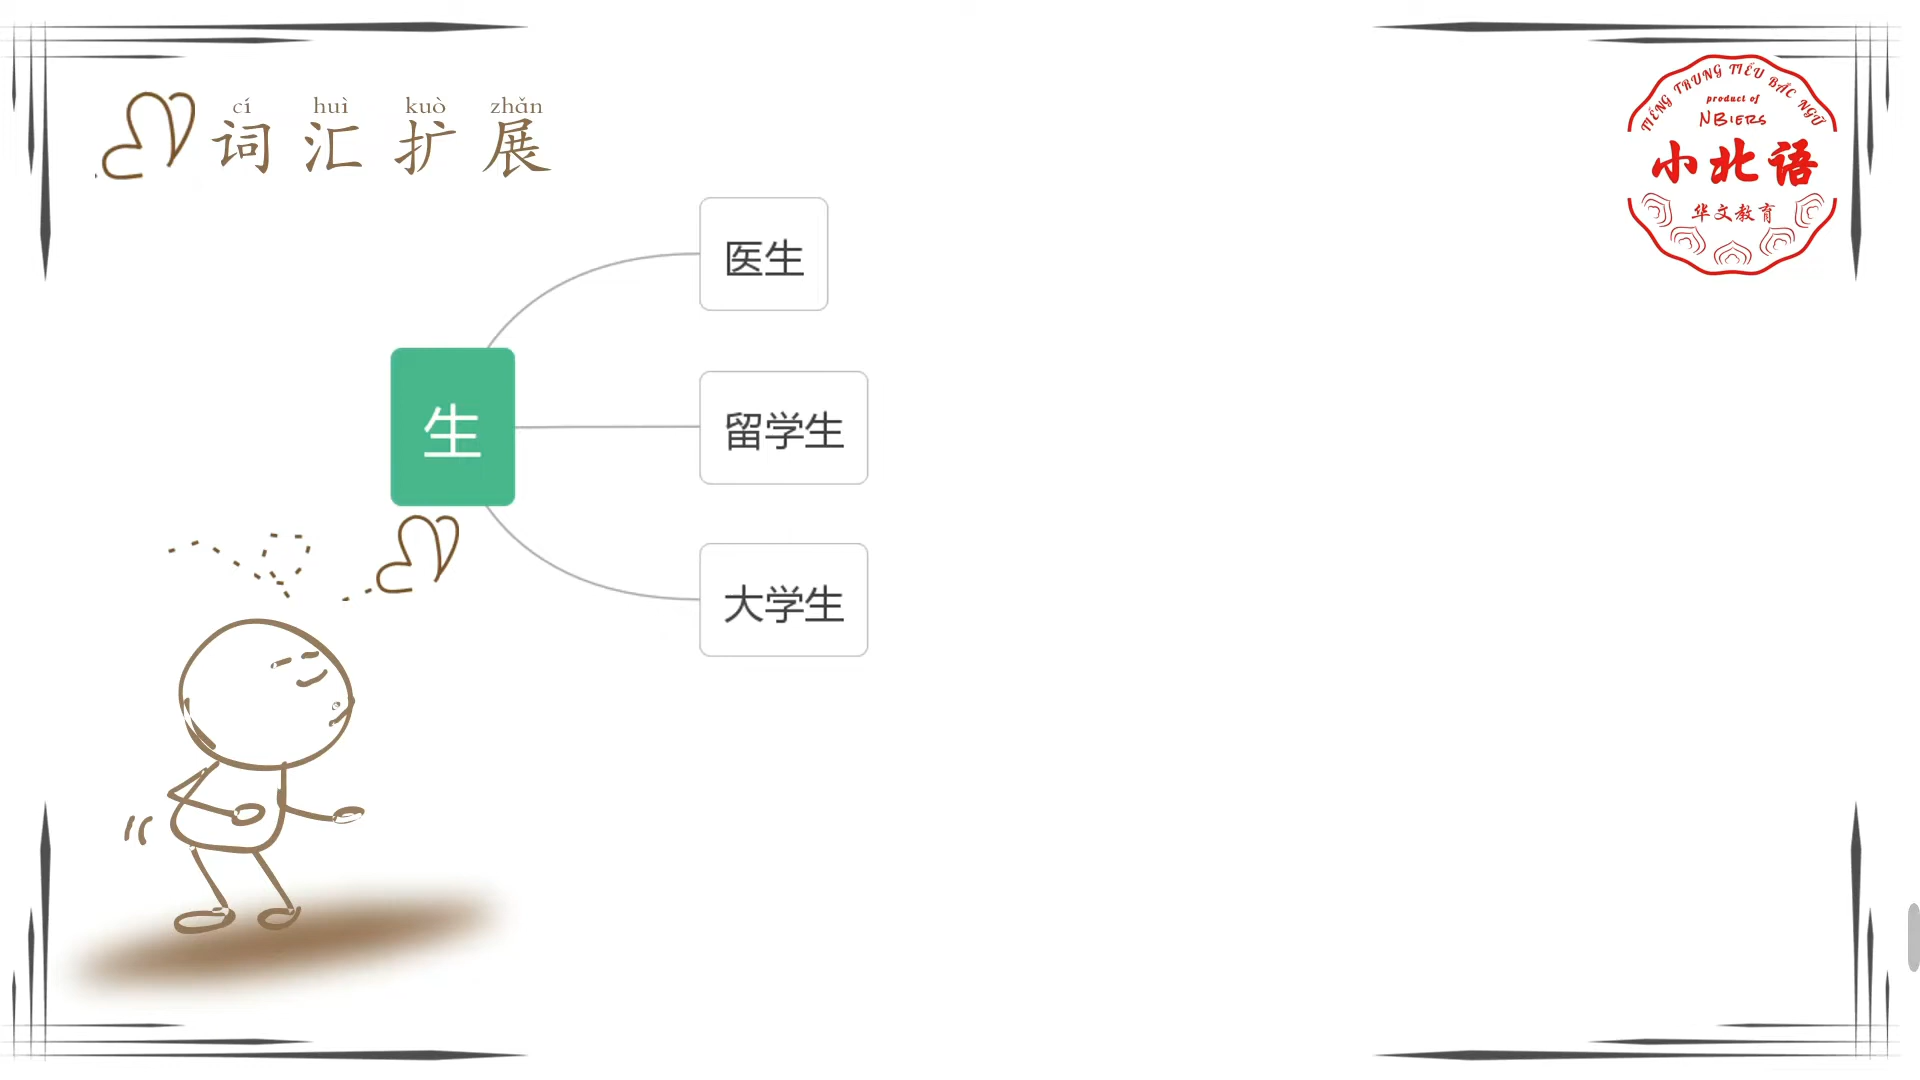 cí huì kuò zhǎn
词汇扩展
TIẾNG TRUNG TIỂU BẮC NGỮ
product of
NBIERS
小北语
华文教育
医生
生
留学生
大学生